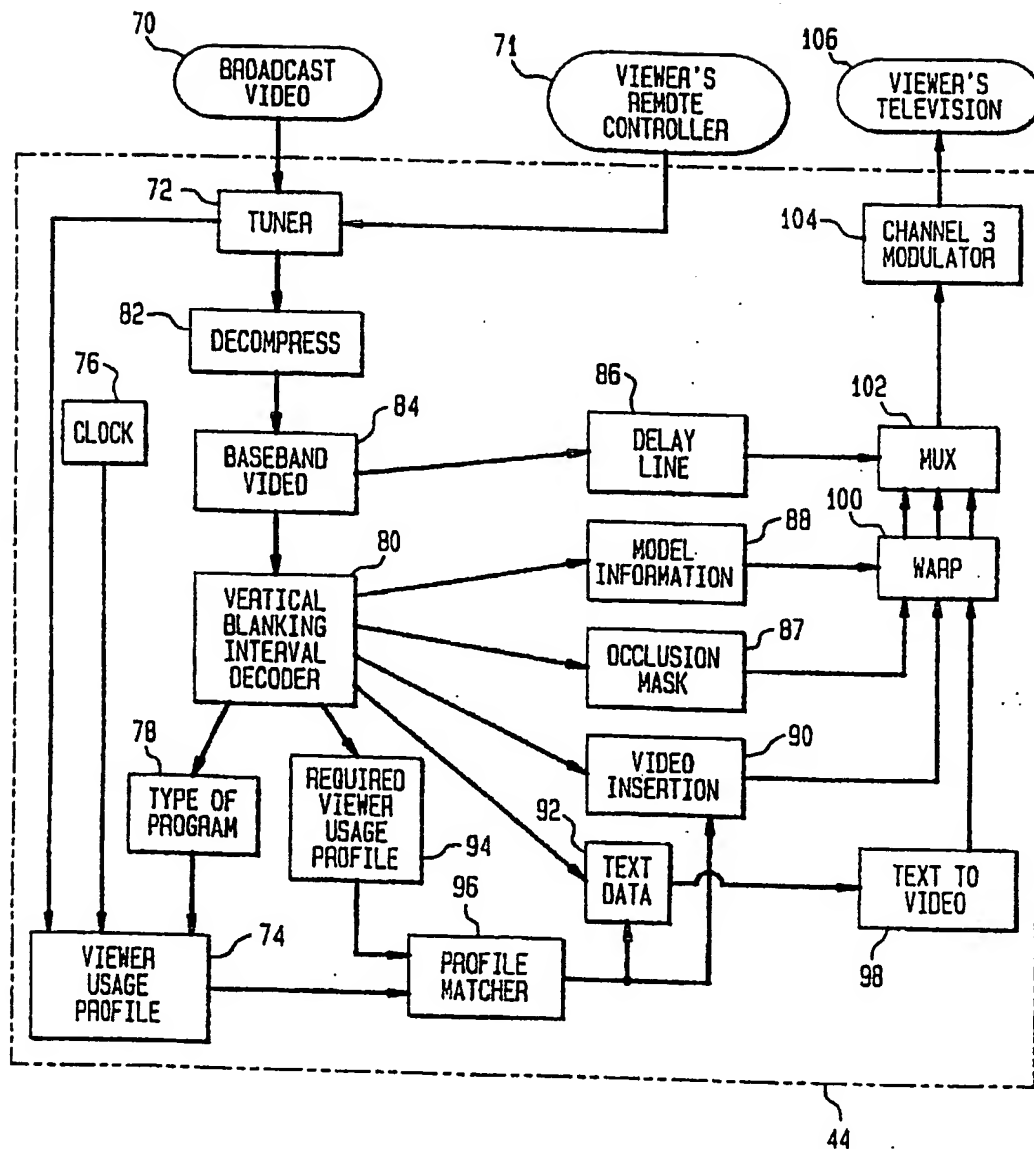 70
BROADCAST
VIDEO
71
VIEWER'S
REMOTE
CONTROLLER
106
VIEWER'S
TELEVISION
72
TUNER
104
CHANNEL 3
MODULATOR
82
DECOMPRESS
76
CLOCK
84
BASEBAND
VIDEO
86
DELAY
LINE
102
MUX
80
VERTICAL
BLANKING
INTERVAL
DECODER
88
MODEL
INFORMATION
100
WARP
87
OCCLUSION
MASK
78
TYPE OF
PROGRAM
REQUIRED
VIEWER
USAGE
PROFILE
94
90
VIDEO
INSERTION
92
TEXT
DATA
TEXT TO
VIDEO
98
74
VIEWER
USAGE
PROFILE
96
PROFILE
MATCHER
44